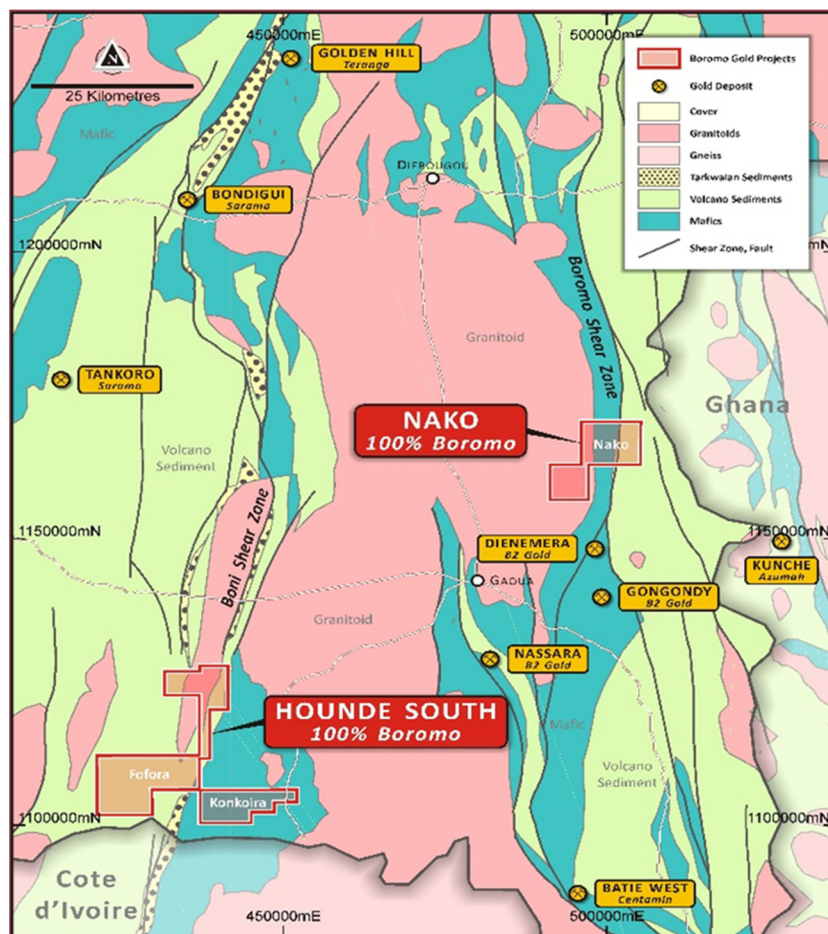 450000mE
500000mE
N
25 Kilometres
GOLDEN HILL
Teranga
Mafic
DIEBOUGOU
BONDIGUI
Sarama
1200000mN
Boromo Gold Projects
Gold Deposit
Cover
Granitoids
Gneiss
Tarkwaian Sediments
Volcano Sediments
Mafics
Shear Zone, Fault
Boromo Shear Zone
Granitoid
TANKORO
Sarama
Ghana
NAKO
100% Boromo
Nako
Volcano
Sediment
Boni Shear Zone
1150000mN
1150000mN
DIENEMERA
B2 Gold
KUNCHE
Azumah
GAOUA
GONGONDY
B2 Gold
Granitoid
NASSARA
B2 Gold
HOUNDE SOUTH
100% Boromo
Mafic
Volcano
Sediment
Fofora
Konkoira
1100000mN
1100000mN
Cote
d'Ivoire
BATIE WEST
Centamin
450000mE
500000mE